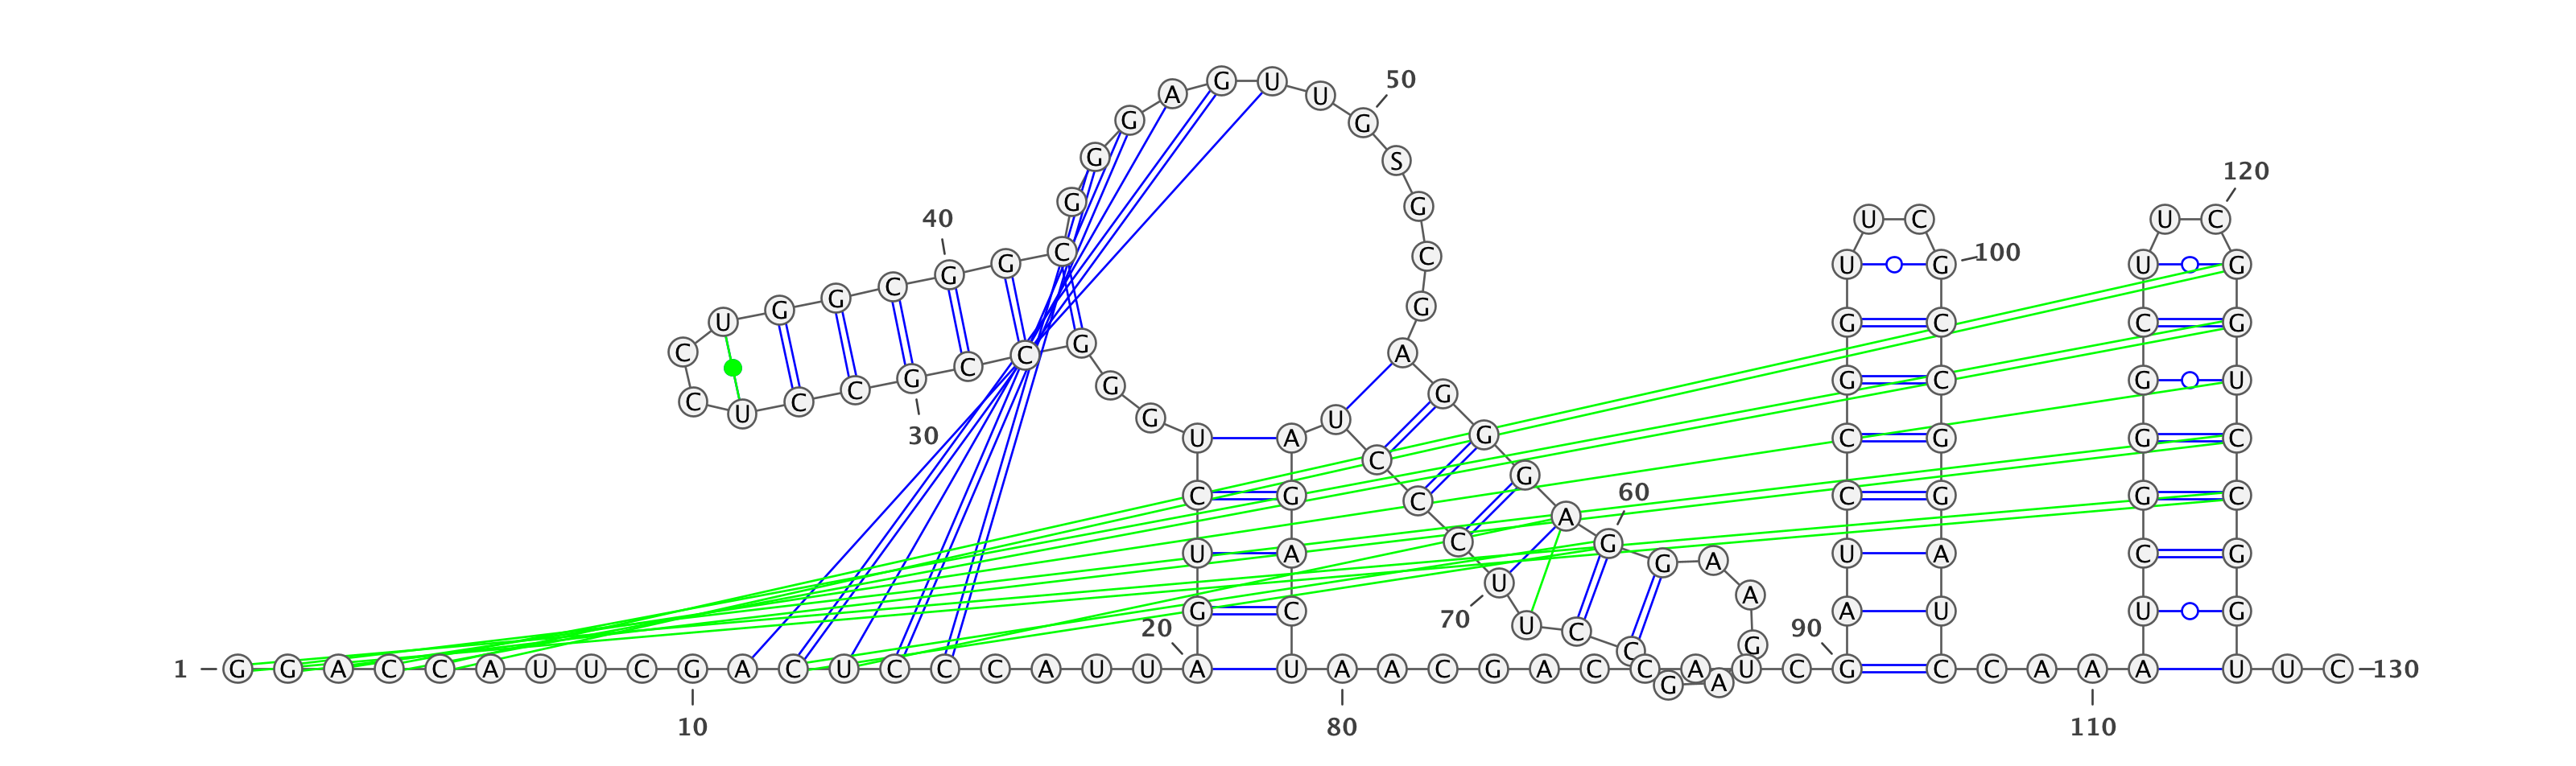 1 G G A C C A U U C G A C U C C C A U U A
10
20
G U C U G G G C C G
30
C C U C C U G G C G
40
G C G G G A G U U G
50
S G C G A G G G A G
60
G A A G A G C C U U
70
C C C U A G A C U A
80
A C G A C C A U C G
90
A U C C G G U U C G
100
C C G G A U C C A A
110
A U C G G G C U U C
120
G G U C C G G U U C 130